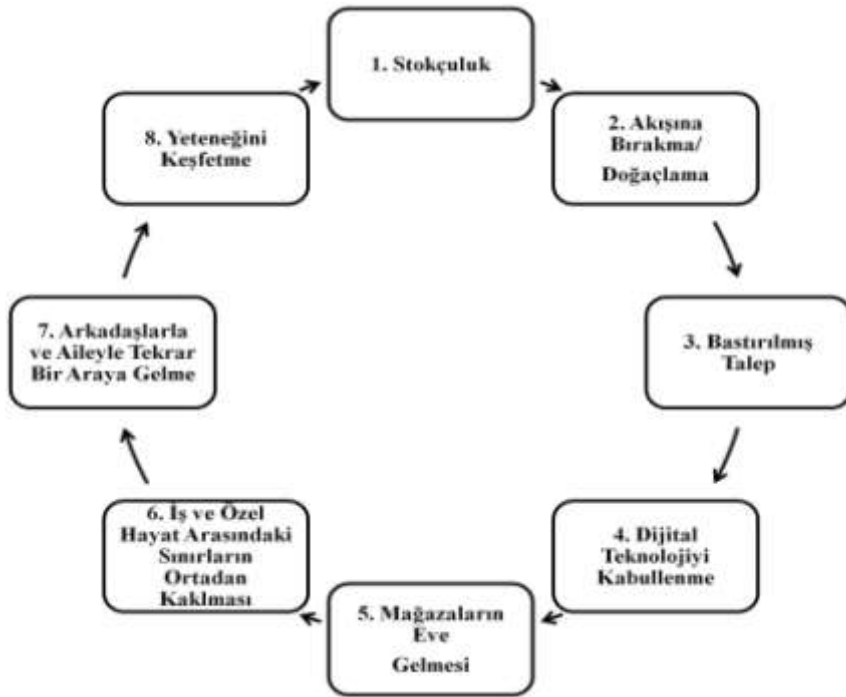 1. Stokçuluk
2. Akışına
Bırakma/
Doğaçlama
3. Bastırılmış
Talep
4. Dijital
Teknolojiyi
Kabullenme
5. Mağazaların
Eve
Gelmesi
6. İş ve Özel
Hayat Arasındaki
Sınırların
Ortadan
Kaklması
7. Arkadaşlarla
ve Aileyle Tekrar
Bir Araya Gelme
8. Yeteneğini
Keşfetme